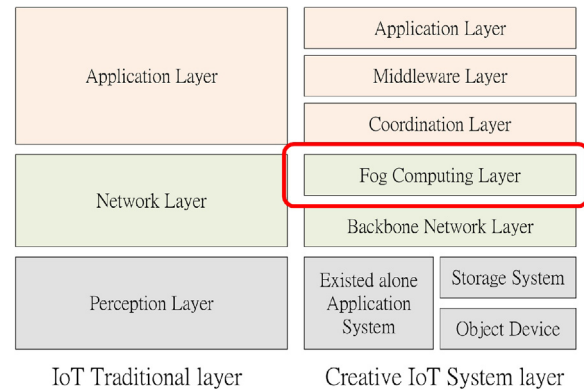 Application Layer
Network Layer
Perception Layer
IoT Traditional layer
Application Layer
Middleware Layer
Coordination Layer
Fog Computing Layer
Backbone Network Layer
Existed alone
Application
System
Storage System
Object Device
Creative IoT System layer